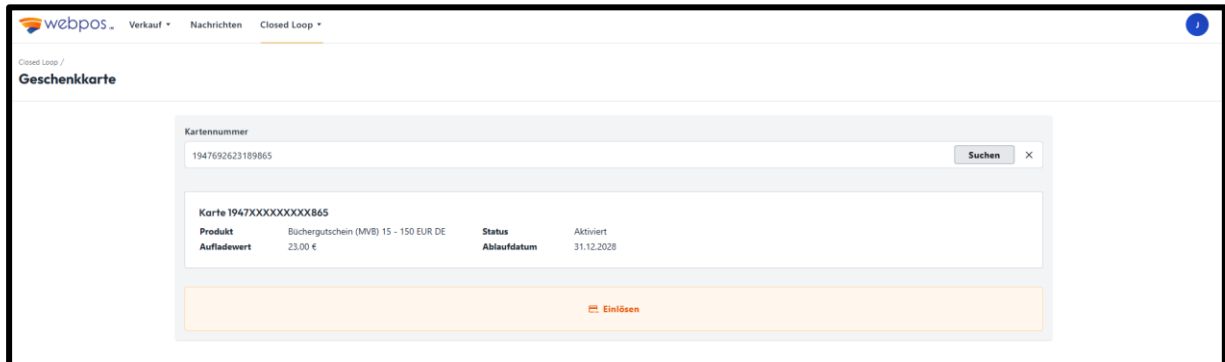 webpos Verkauf Nachrichten Closed Loop J
Closed Loop /
Geschenkkarte
Kartennummer
1947692623189865 Suchen
Karte 1947XXXXXXXXX865
Produkt Büchergutschein (MVB) 15 - 150 EUR DE Status Aktiviert
Aufladewert 23.00 € Ablaufdatum 31.12.2028
Einlösen